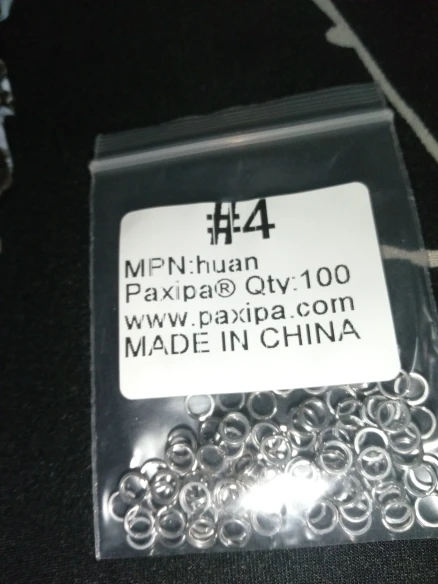 #4
MPN:huan
Paxipa® Qty:100
www.paxipa.com
MADE IN CHINA